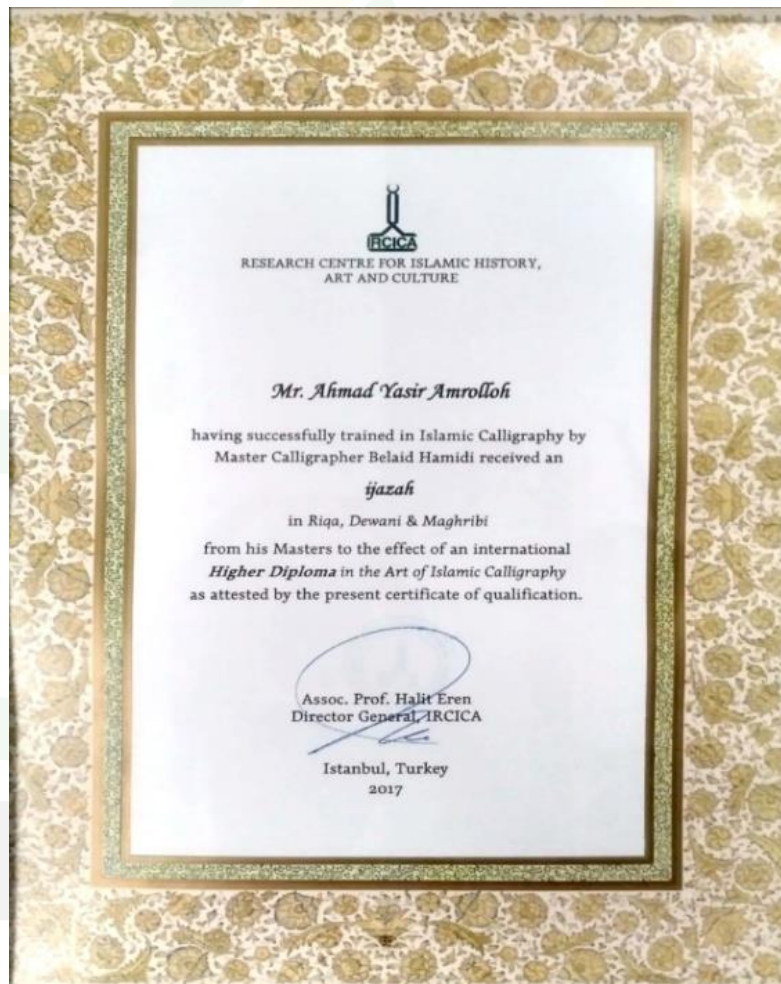 IRCICA
RESEARCH CENTRE FOR ISLAMIC HISTORY,
ART AND CULTURE
Mr. Ahmad Yasir Amrolloh
having successfully trained in Islamic Calligraphy by
Master Calligrapher Belaid Hamidi received an
ijazah
in Riqa, Dewani & Maghribi
from his Masters to the effect of an international
Higher Diploma in the Art of Islamic Calligraphy
as attested by the present certificate of qualification.
Assoc. Prof. Halit Eren
Director General, IRCICA
Istanbul, Turkey
2017